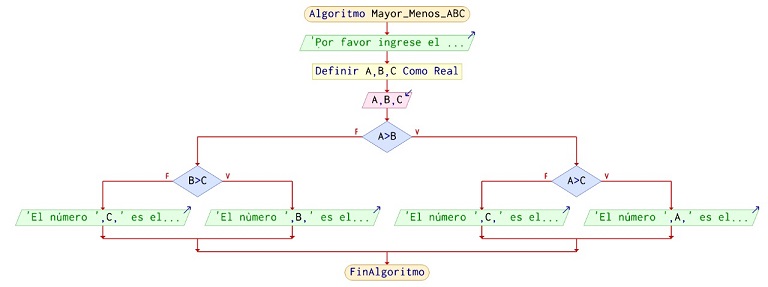 Algoritmo Mayor_Menos_ABC
'Por favor ingrese el ...
Definir A,B,C Como Real
A,B,C
F A>B V
F B>C V
F A>C V
'El número ',C,' es el...
'El número ',B,' es el...
'El número ',C,' es el...
'El número ',A,' es el...
FinAlgoritmo